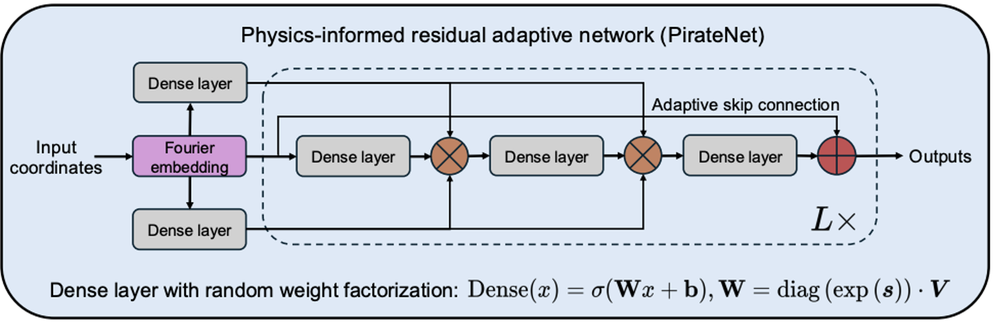 Physics-informed residual adaptive network (PirateNet)
Dense layer
Adaptive skip connection
Input
coordinates
Fourier
embedding
Dense layer
Dense layer
Dense layer
Outputs
Dense layer
L×
Dense layer with random weight factorization: Dense(x) = σ(Wx + b), W = diag (exp (s)) · V